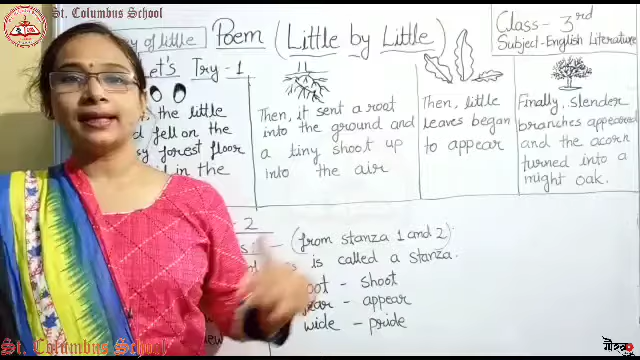 St. Columbus School
of little
Poem (Little by Little)
Class - 3rd
Subject-English Literature
Let's Try - 1
the little
fell on the
forest floor
in the
Then, it sent a root
into the ground and
a tiny shoot up
into the air
Then, little
leaves began
to appear
Finally, slender
branches appeared
and the acorn
turned into a
might oak.
2
(from stanza 1 and 2)
is called a stanza.
- shoot
- appear
wide - pride
St. Columbus School